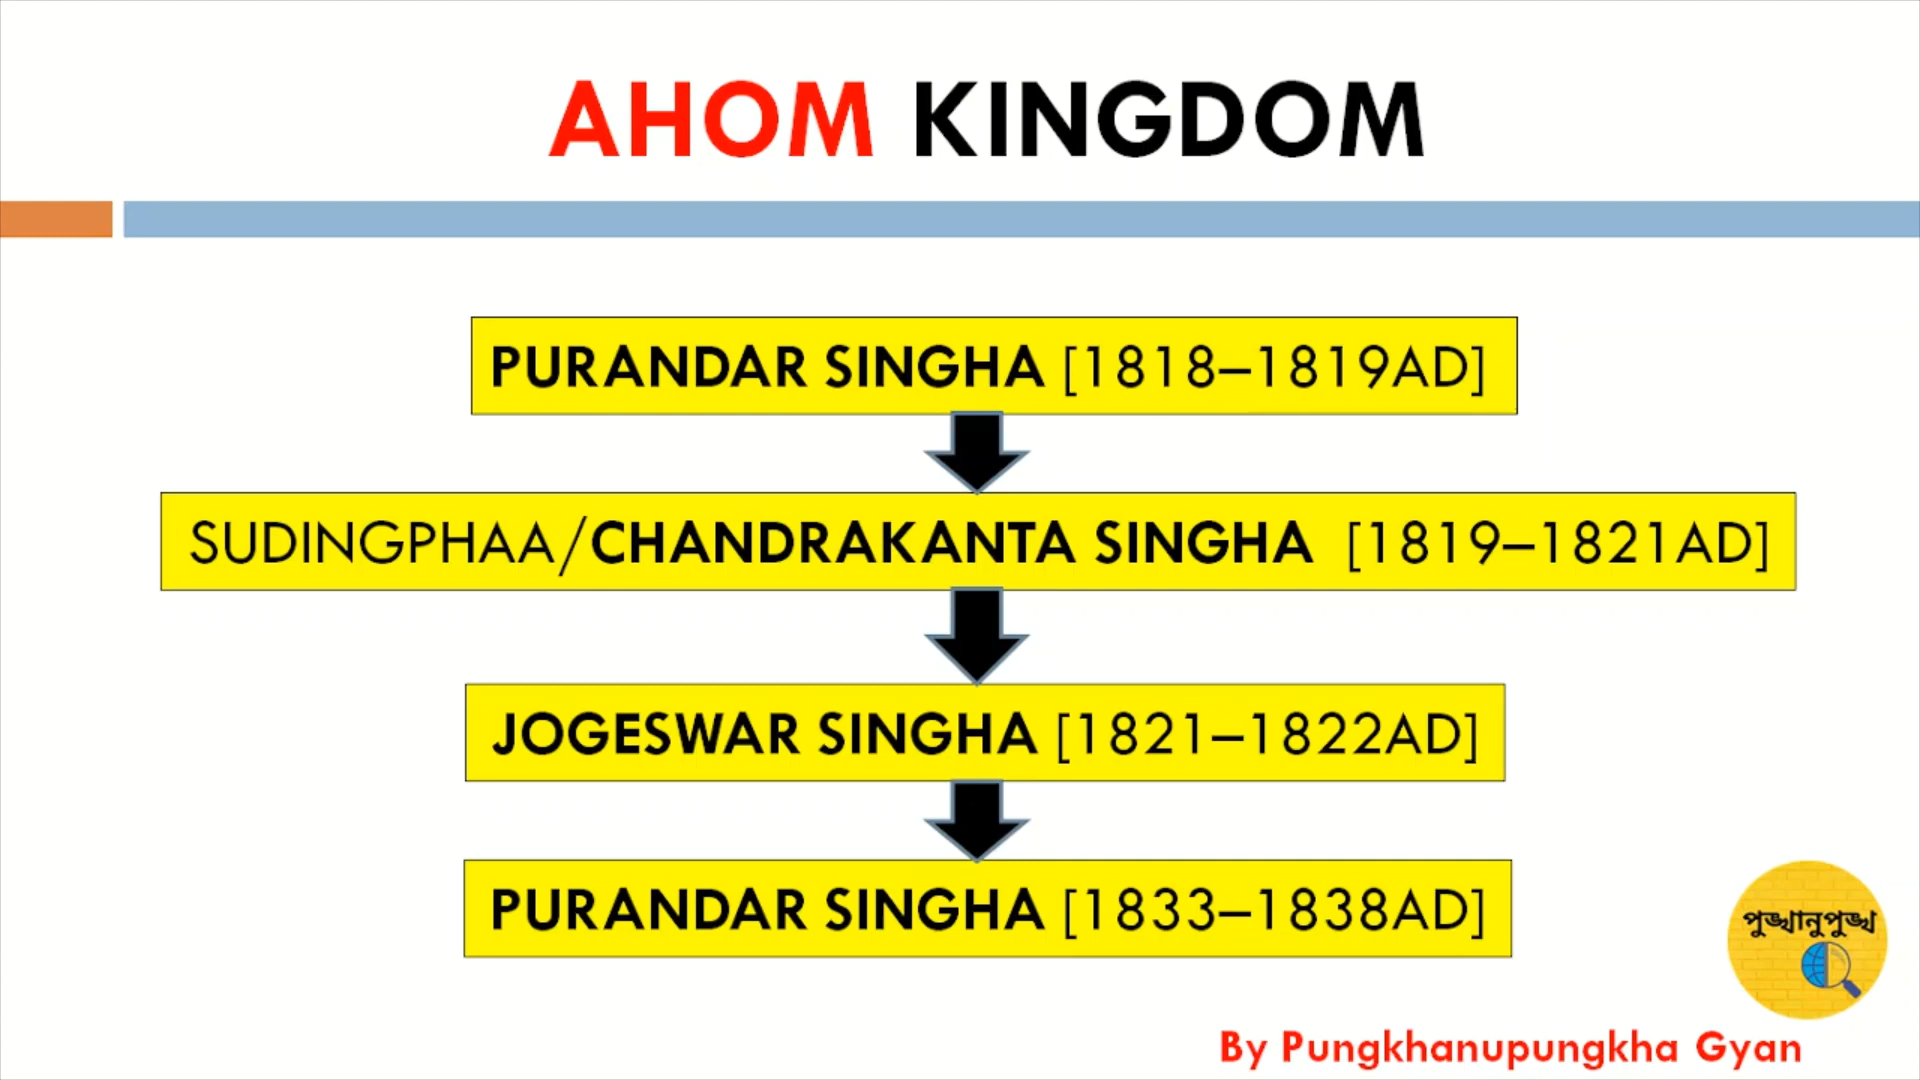 AHOM KINGDOM
PURANDAR SINGHA [1818–1819AD]
SUDINGPHAA/CHANDRAKANTA SINGHA [1819–1821AD]
JOGESWAR SINGHA [1821–1822AD]
PURANDAR SINGHA [1833–1838AD]
পুঙ্খানুপুঙ্খ
By Pungkhanupungkha Gyan